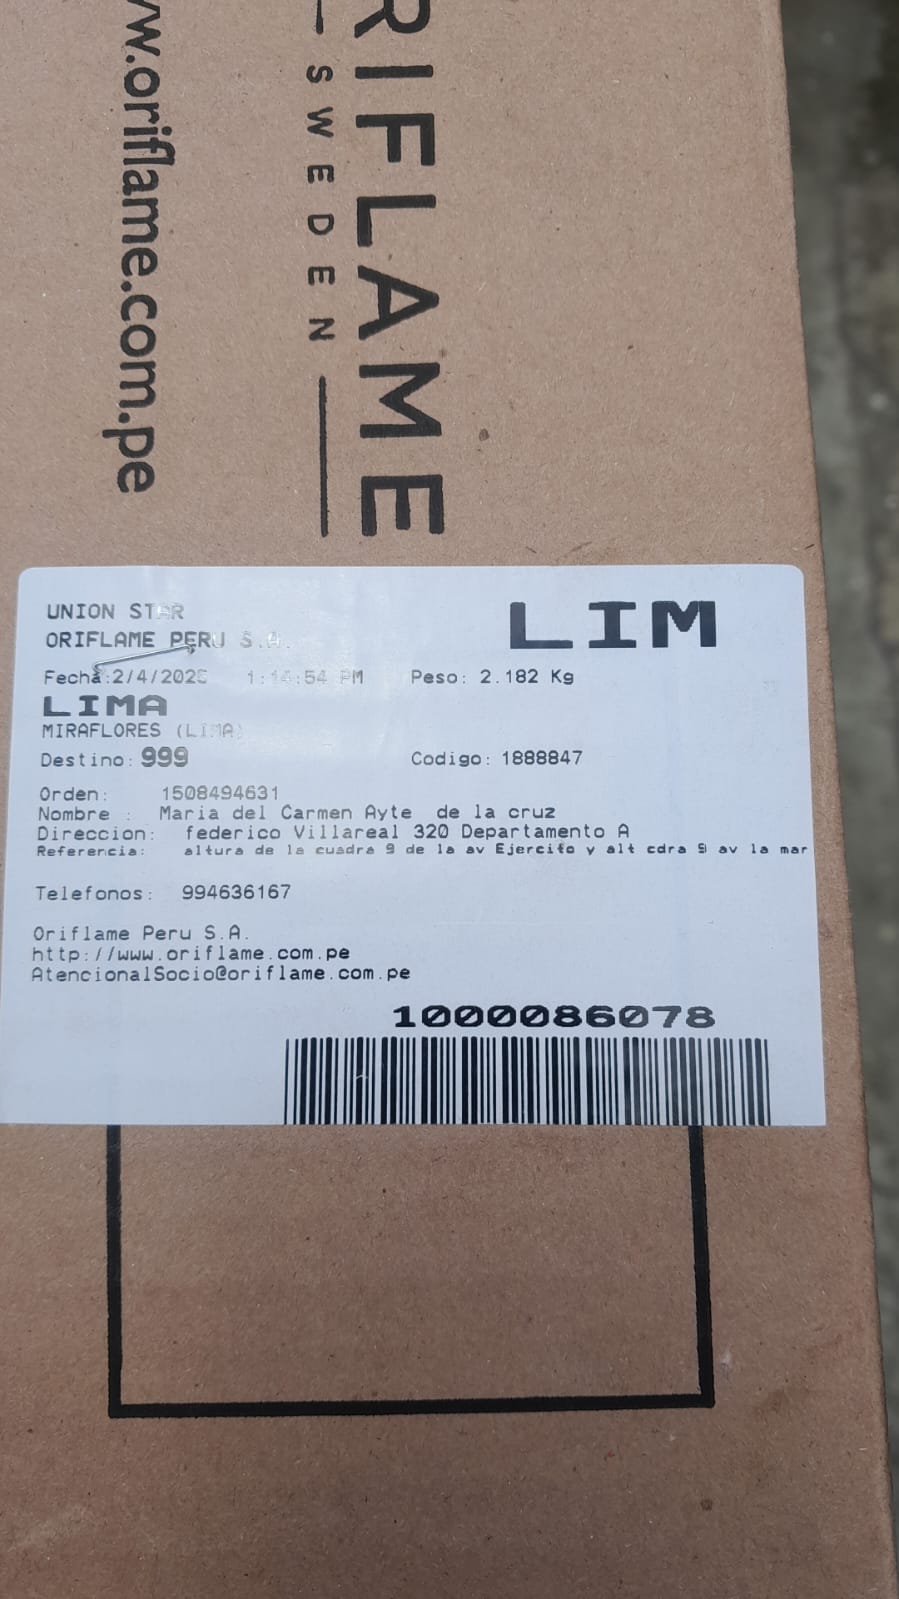 RIFLAME
SWEDEN
w.oriflame.com.pe
UNION STAR
LIM
ORIFLAME PERU S.A.
Fecha:2/4/2025 1:14:54 PM Peso: 2.182 Kg
LIMA
MIRAFLORES (LIMA)
Destino: 999 Codigo: 1888847
Orden: 1508494631
Nombre : Maria del Carmen Ayte de la cruz
Direccion: federico Villareal 320 Departamento A
Referencia: altura de la cuadra 9 de la av Ejercito y alt cdra 9 av la mar
Telefonos: 994636167
Oriflame Peru S.A.
http://www.oriflame.com.pe
AtencionalSocio@oriflame.com.pe
1000086078